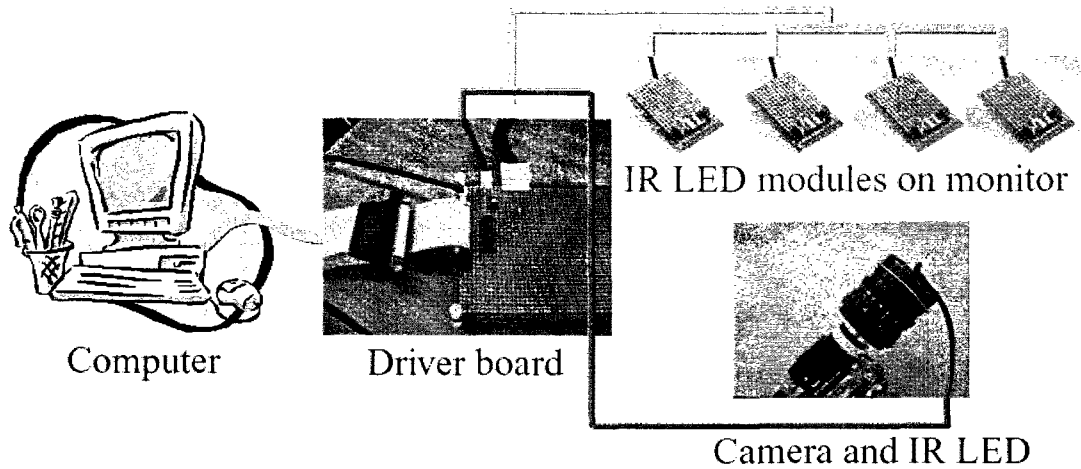 IR LED modules on monitor
Computer
Driver board
Camera and IR LED